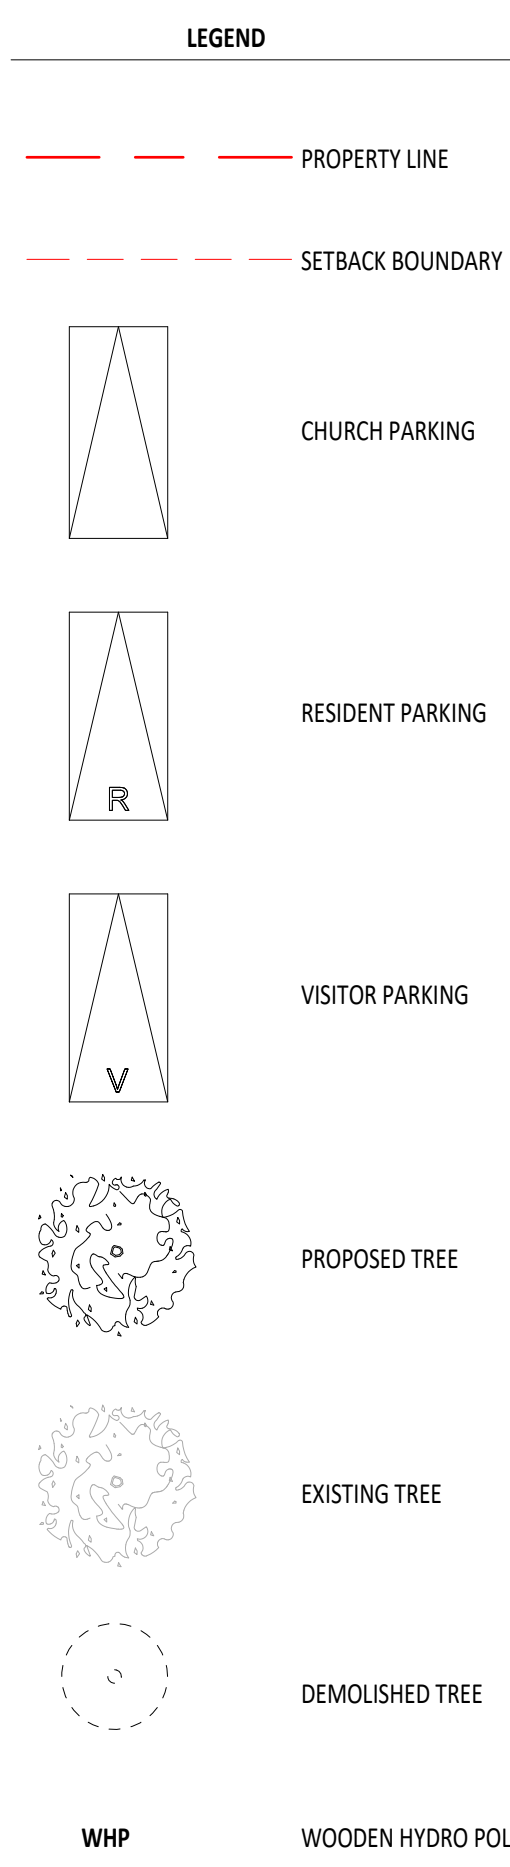 LEGEND
PROPERTY LINE
SETBACK BOUNDARY
CHURCH PARKING
RESIDENT PARKING
R
VISITOR PARKING
V
PROPOSED TREE
EXISTING TREE
DEMOLISHED TREE
WHP WOODEN HYDRO POL